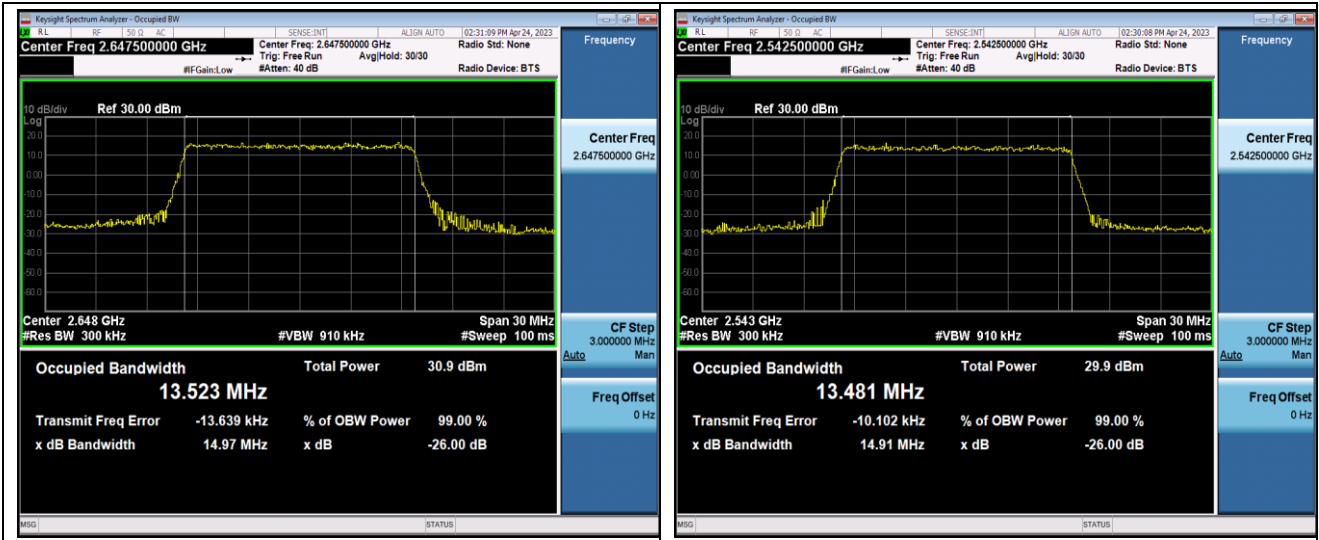 Keysight Spectrum Analyzer - Occupied BW
RL RF 50 Ω AC SENSE:INT ALIGN AUTO 02:31:09 PM Apr 24, 2023
Center Freq 2.647500000 GHz
Center Freq: 2.647500000 GHz
Radio Std: None
Trig: Free Run Avg|Hold: 30/30
#IFGain:Low #Atten: 40 dB Radio Device: BTS
Frequency
10 dB/div Ref 30.00 dBm
Log
20.0
10.0
0.00
-10.0
-20.0
-30.0
-40.0
-50.0
-60.0
Center 2.648 GHz Span 30 MHz
#Res BW 300 kHz #VBW 910 kHz #Sweep 100 ms
Center Freq
2.647500000 GHz
CF Step
3.000000 MHz
Auto Man
Freq Offset
0 Hz
Occupied Bandwidth Total Power 30.9 dBm
13.523 MHz
Transmit Freq Error -13.639 kHz % of OBW Power 99.00 %
x dB Bandwidth 14.97 MHz x dB -26.00 dB
MSG STATUS
Keysight Spectrum Analyzer - Occupied BW
RL RF 50 Ω AC SENSE:INT ALIGN AUTO 02:30:08 PM Apr 24, 2023
Center Freq 2.542500000 GHz
Center Freq: 2.542500000 GHz
Radio Std: None
Trig: Free Run Avg|Hold: 30/30
#IFGain:Low #Atten: 40 dB Radio Device: BTS
Frequency
10 dB/div Ref 30.00 dBm
Log
20.0
10.0
0.00
-10.0
-20.0
-30.0
-40.0
-50.0
-60.0
Center 2.543 GHz Span 30 MHz
#Res BW 300 kHz #VBW 910 kHz #Sweep 100 ms
Center Freq
2.542500000 GHz
CF Step
3.000000 MHz
Auto Man
Freq Offset
0 Hz
Occupied Bandwidth Total Power 29.9 dBm
13.481 MHz
Transmit Freq Error -10.102 kHz % of OBW Power 99.00 %
x dB Bandwidth 14.91 MHz x dB -26.00 dB
MSG STATUS